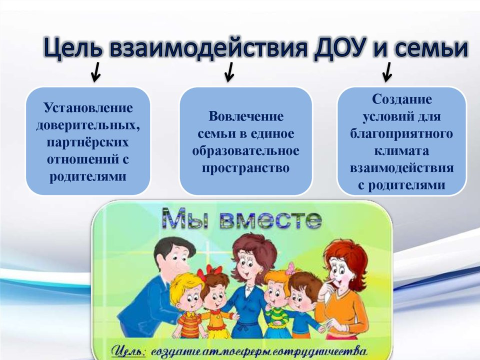 Цель взаимодействия ДОУ и семьи
Установление
доверительных,
партнёрских
отношений с
родителями
Вовлечение
семьи в единое
образовательное
пространство
Создание
условий для
благоприятного
климата
взаимодействия
с родителями
Мы вместе
Цель: создание атмосферы сотрудничества